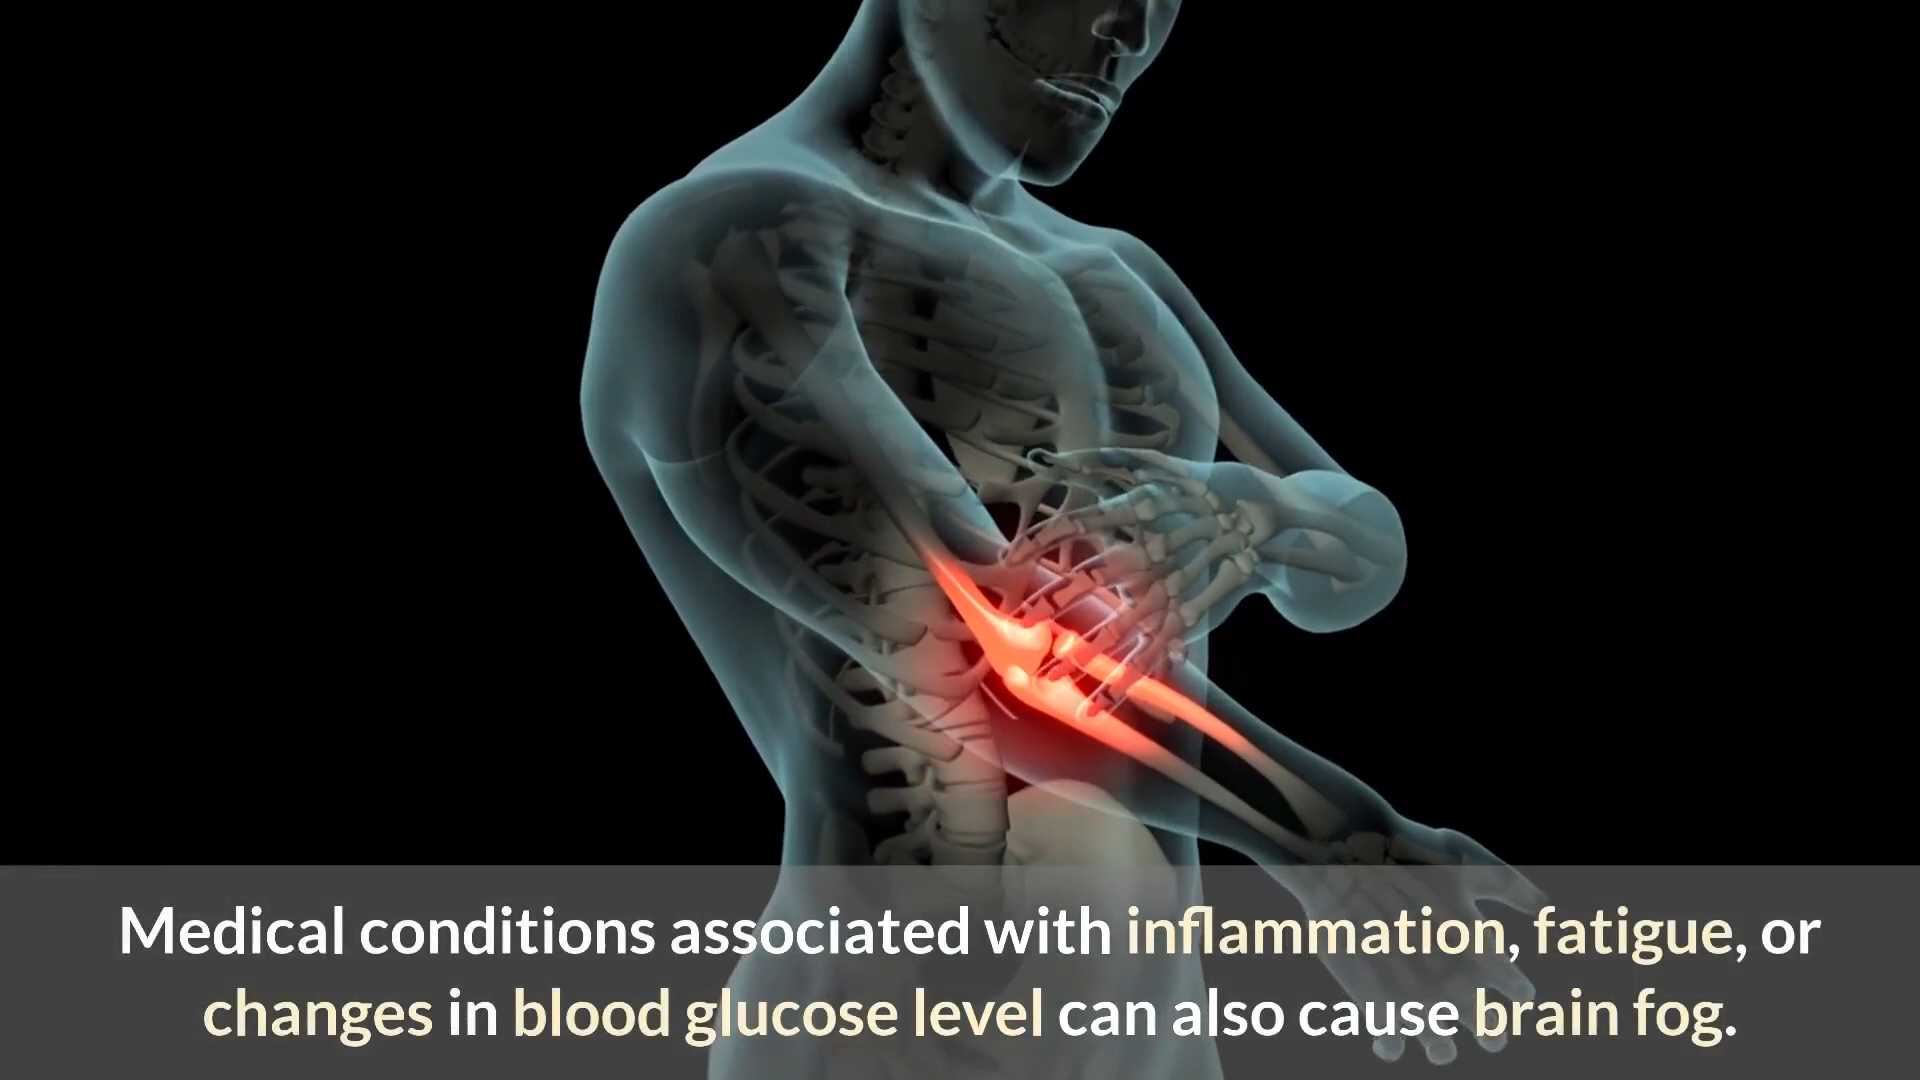 Medical conditions associated with inflammation, fatigue, or
changes in blood glucose level can also cause brain fog.